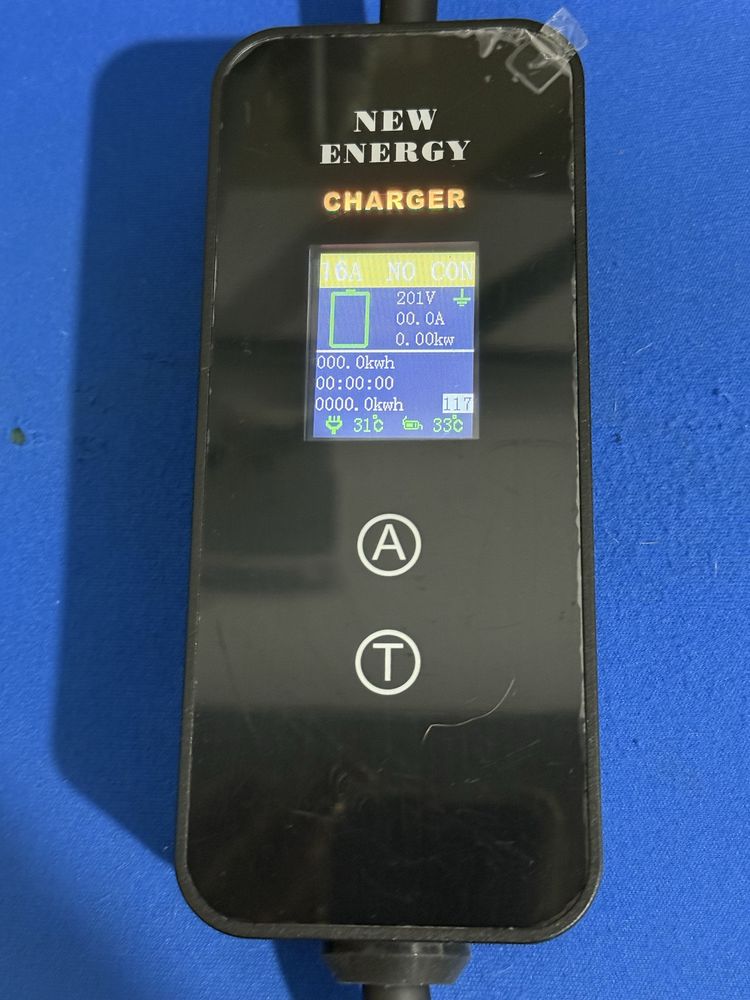 NEW
ENERGY
CHARGER
16A NO CON
201V
00.0A
0.00kw
000.0kwh
00:00:00
0000.0kwh 117
31℃ 33℃
A
T